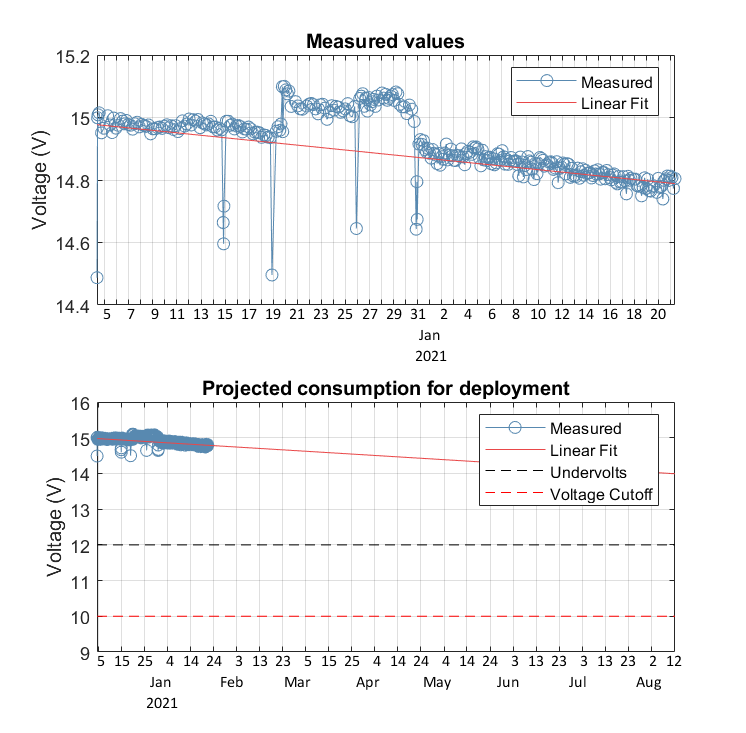 Measured values
15.2
15
14.8
14.6
14.4
Voltage (V)
Measured
Linear Fit
5 7 9 11 13 15 17 19 21 23 25 27 29 31 2 4 6 8 10 12 14 16 18 20
Jan
2021
Projected consumption for deployment
16
15
14
13
12
11
10
9
Voltage (V)
Measured
Linear Fit
Undervolts
Voltage Cutoff
5 15 25 4 14 24 3 13 23 5 15 25 4 14 24 4 14 24 3 13 23 3 13 23 2 12
Jan Feb Mar Apr May Jun Jul Aug
2021